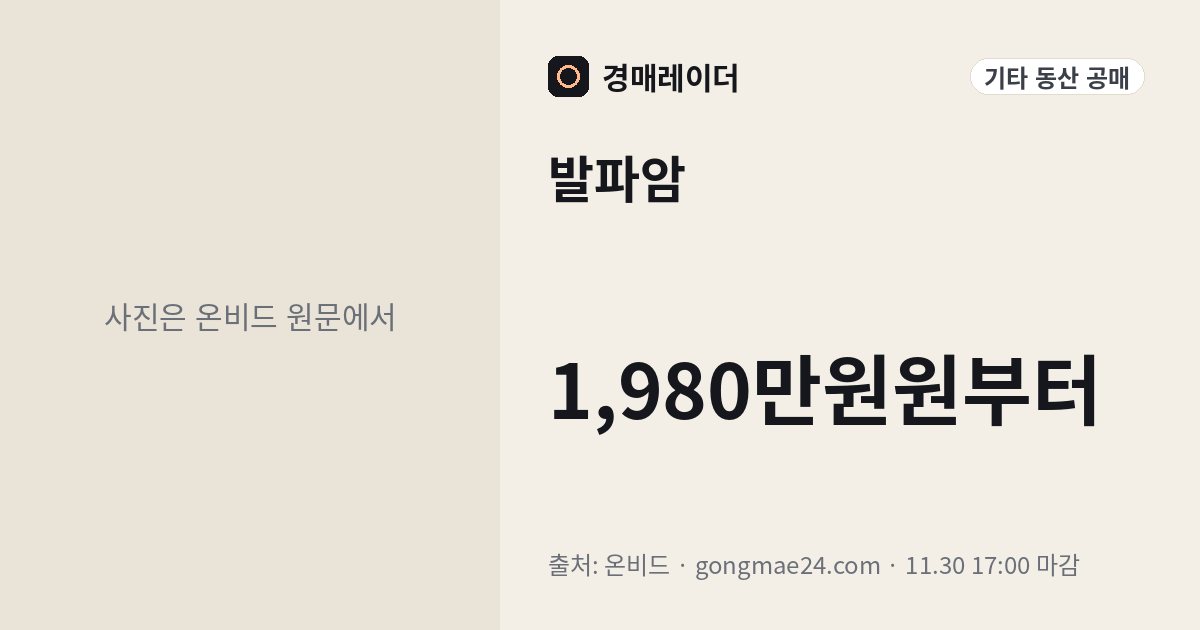 사진은 온비드 원문에서
경매레이더
기타 동산 공매
발파암
1,980만원원부터
출처: 온비드 · gongmae24.com · 11.30 17:00 마감